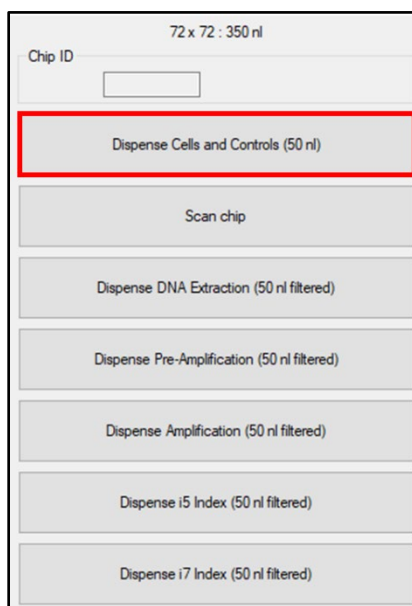 72 x 72 : 350 nl
Chip ID
Dispense Cells and Controls (50 nl)
Scan chip
Dispense DNA Extraction (50 nl filtered)
Dispense Pre-Amplification (50 nl filtered)
Dispense Amplification (50 nl filtered)
Dispense i5 Index (50 nl filtered)
Dispense i7 Index (50 nl filtered)